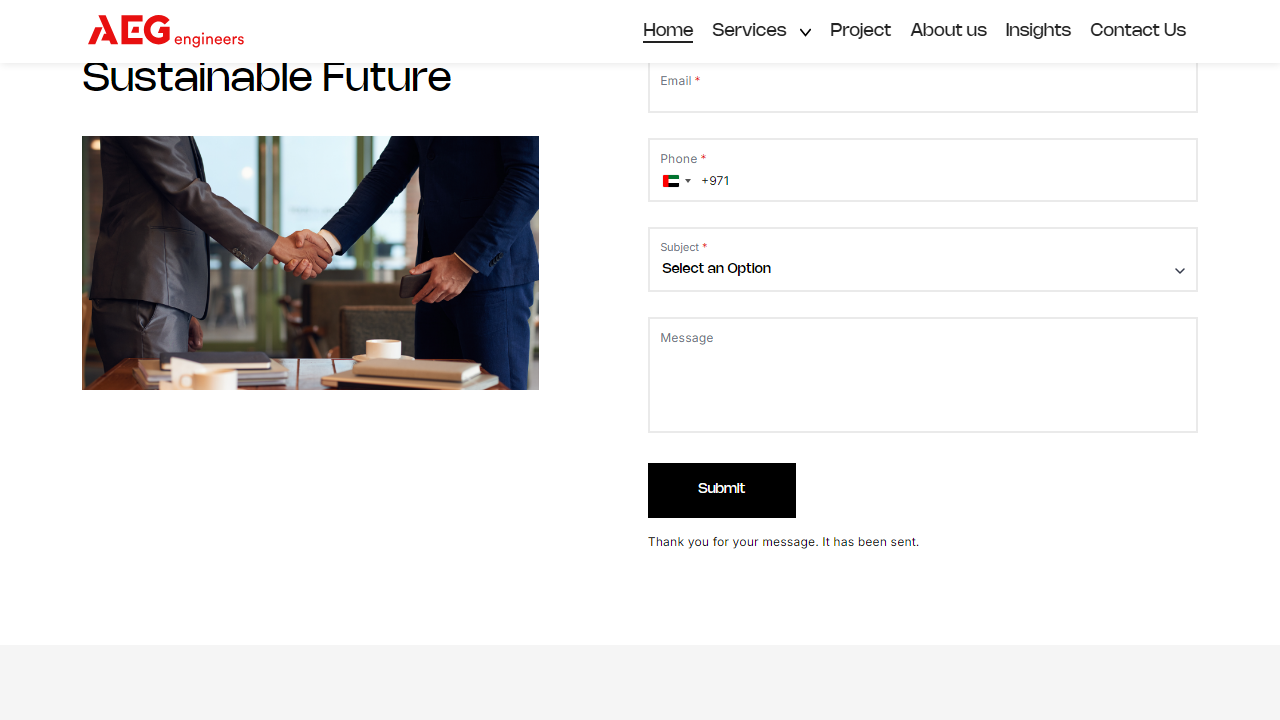 AEG engineers
Home Services Project About us Insights Contact Us
Sustainable Future
Email *
Phone *
+971
Subject *
Select an Option
Message
Submit
Thank you for your message. It has been sent.